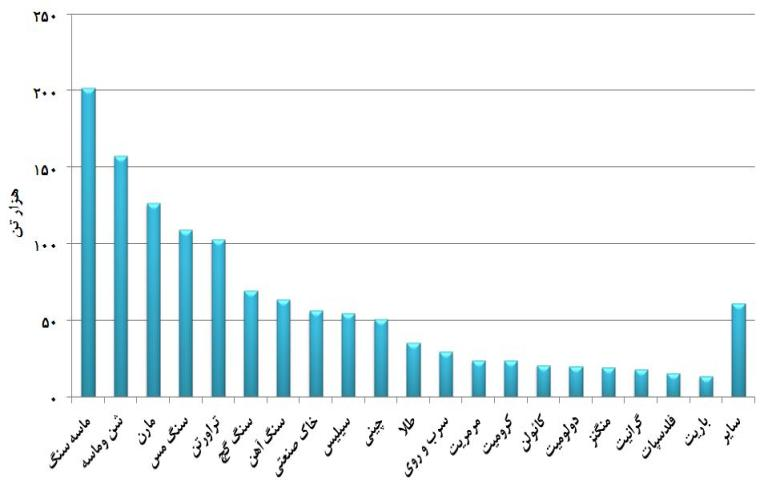 ۲۵۰
۲۰۰
۱۵۰
۱۰۰
۵۰
۰
هزار تن
ماسه سنگ
شن وماسه
مارن
سنگ مس
تراورتن
سنگ گچ
سنگ آهن
خاک صنعتی
سیلیس
چینی
طلا
سرب و روی
مرمریت
کرومیت
کائولن
دولومیت
منگنز
گرانیت
فلدسپات
باریت
سایر